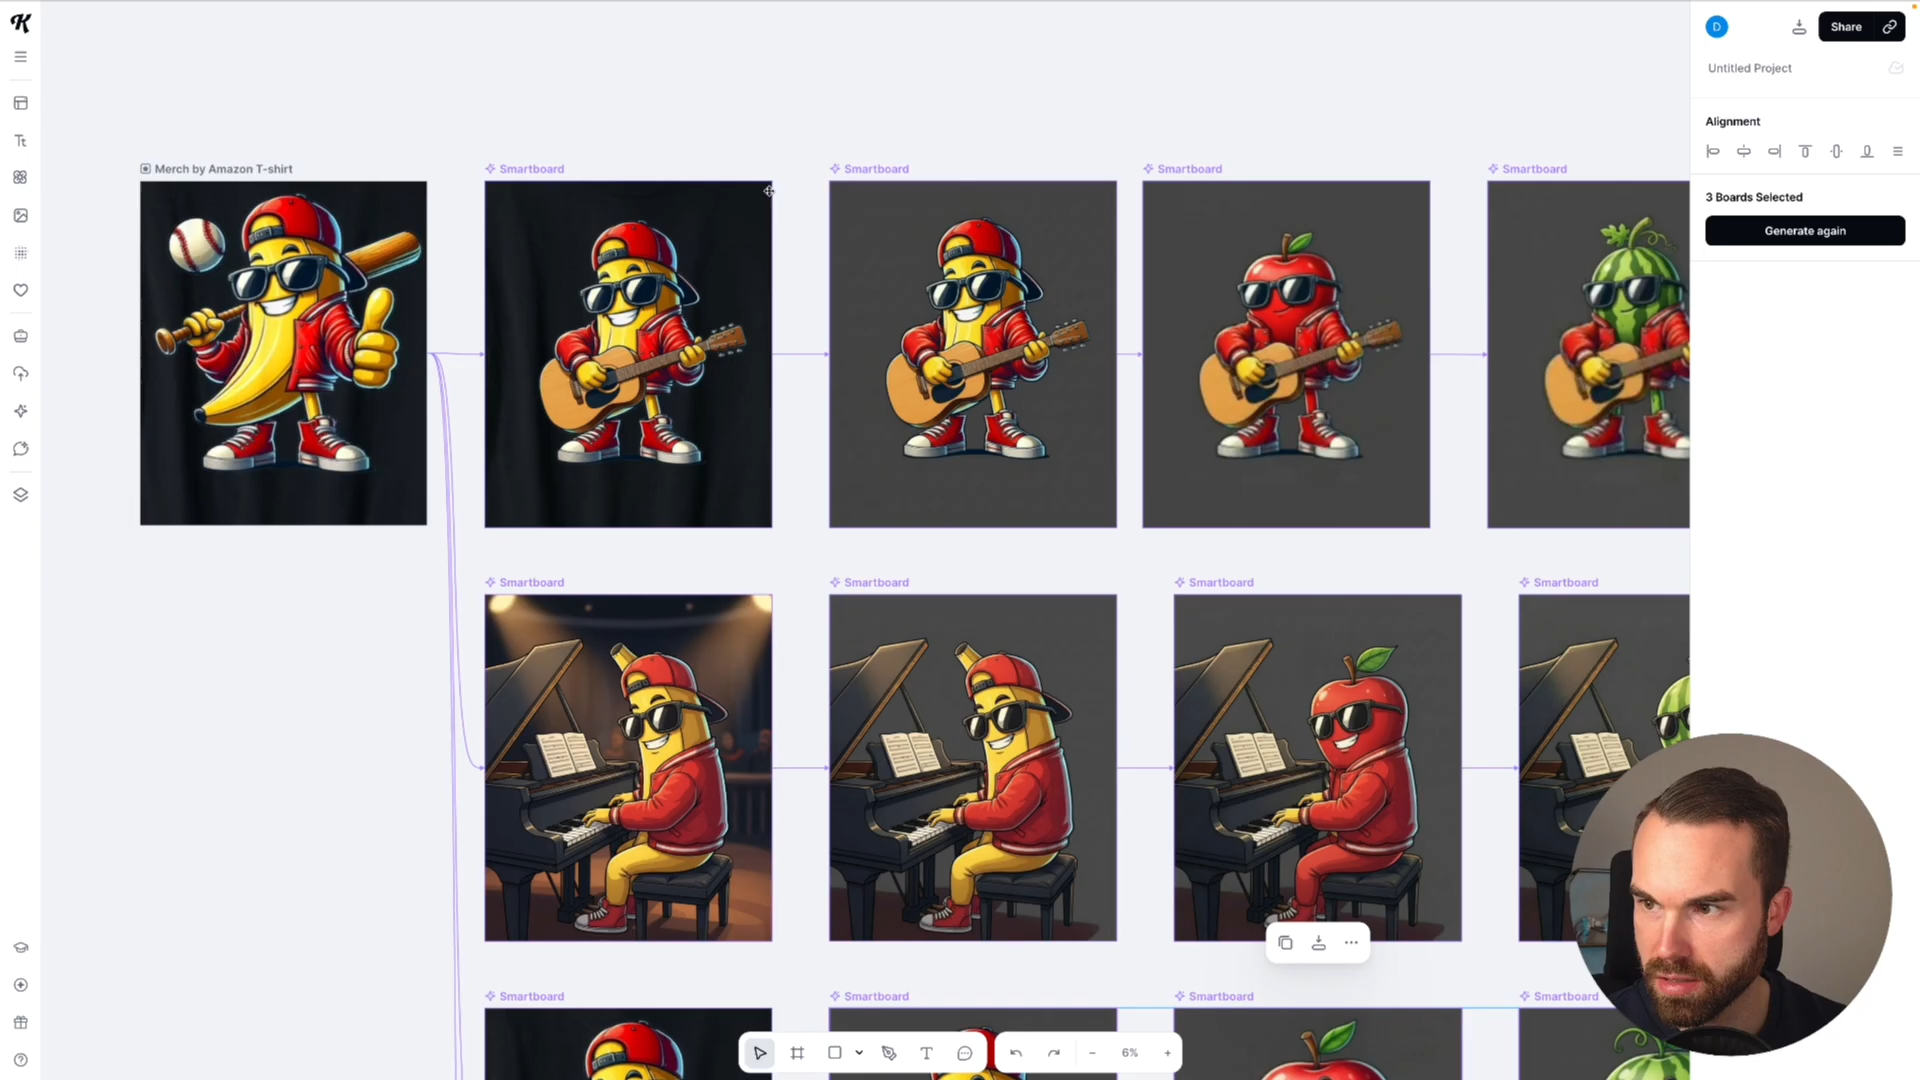 D
Share
Untitled Project
Alignment
3 Boards Selected
Generate again
Merch by Amazon T-shirt
Smartboard
Smartboard
Smartboard
Smartboard
Smartboard
Smartboard
Smartboard
Smartboard
Smartboard
Smartboard
Smartboard
Smartboard
6%